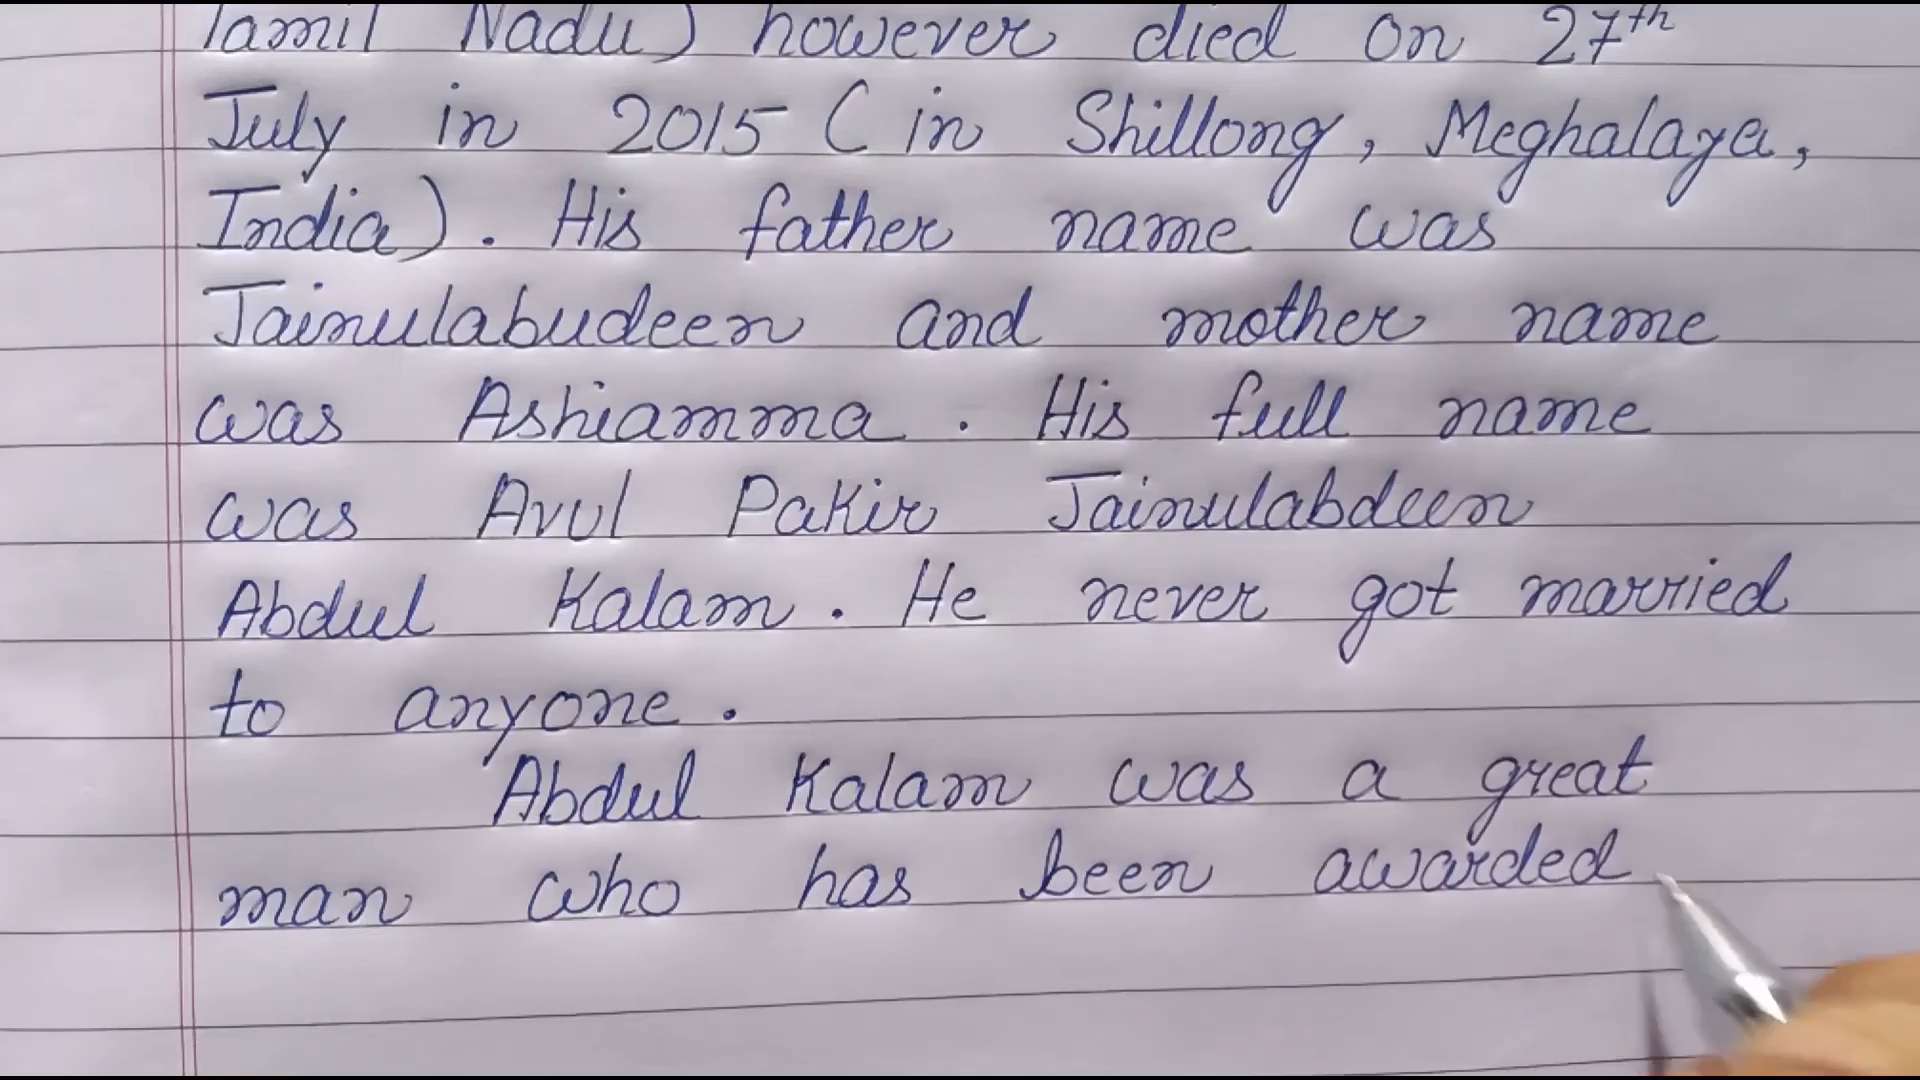 Tamil Nadu) however died on 27th
July in 2015 (in Shillong, Meghalaya,
India). His father name was
Jainulabudeen and mother name
was Ashiamma. His full name
was Avul Pakir Jainulabdeen
Abdul Kalam. He never got married
to anyone.
Abdul Kalam was a great
man who has been awarded